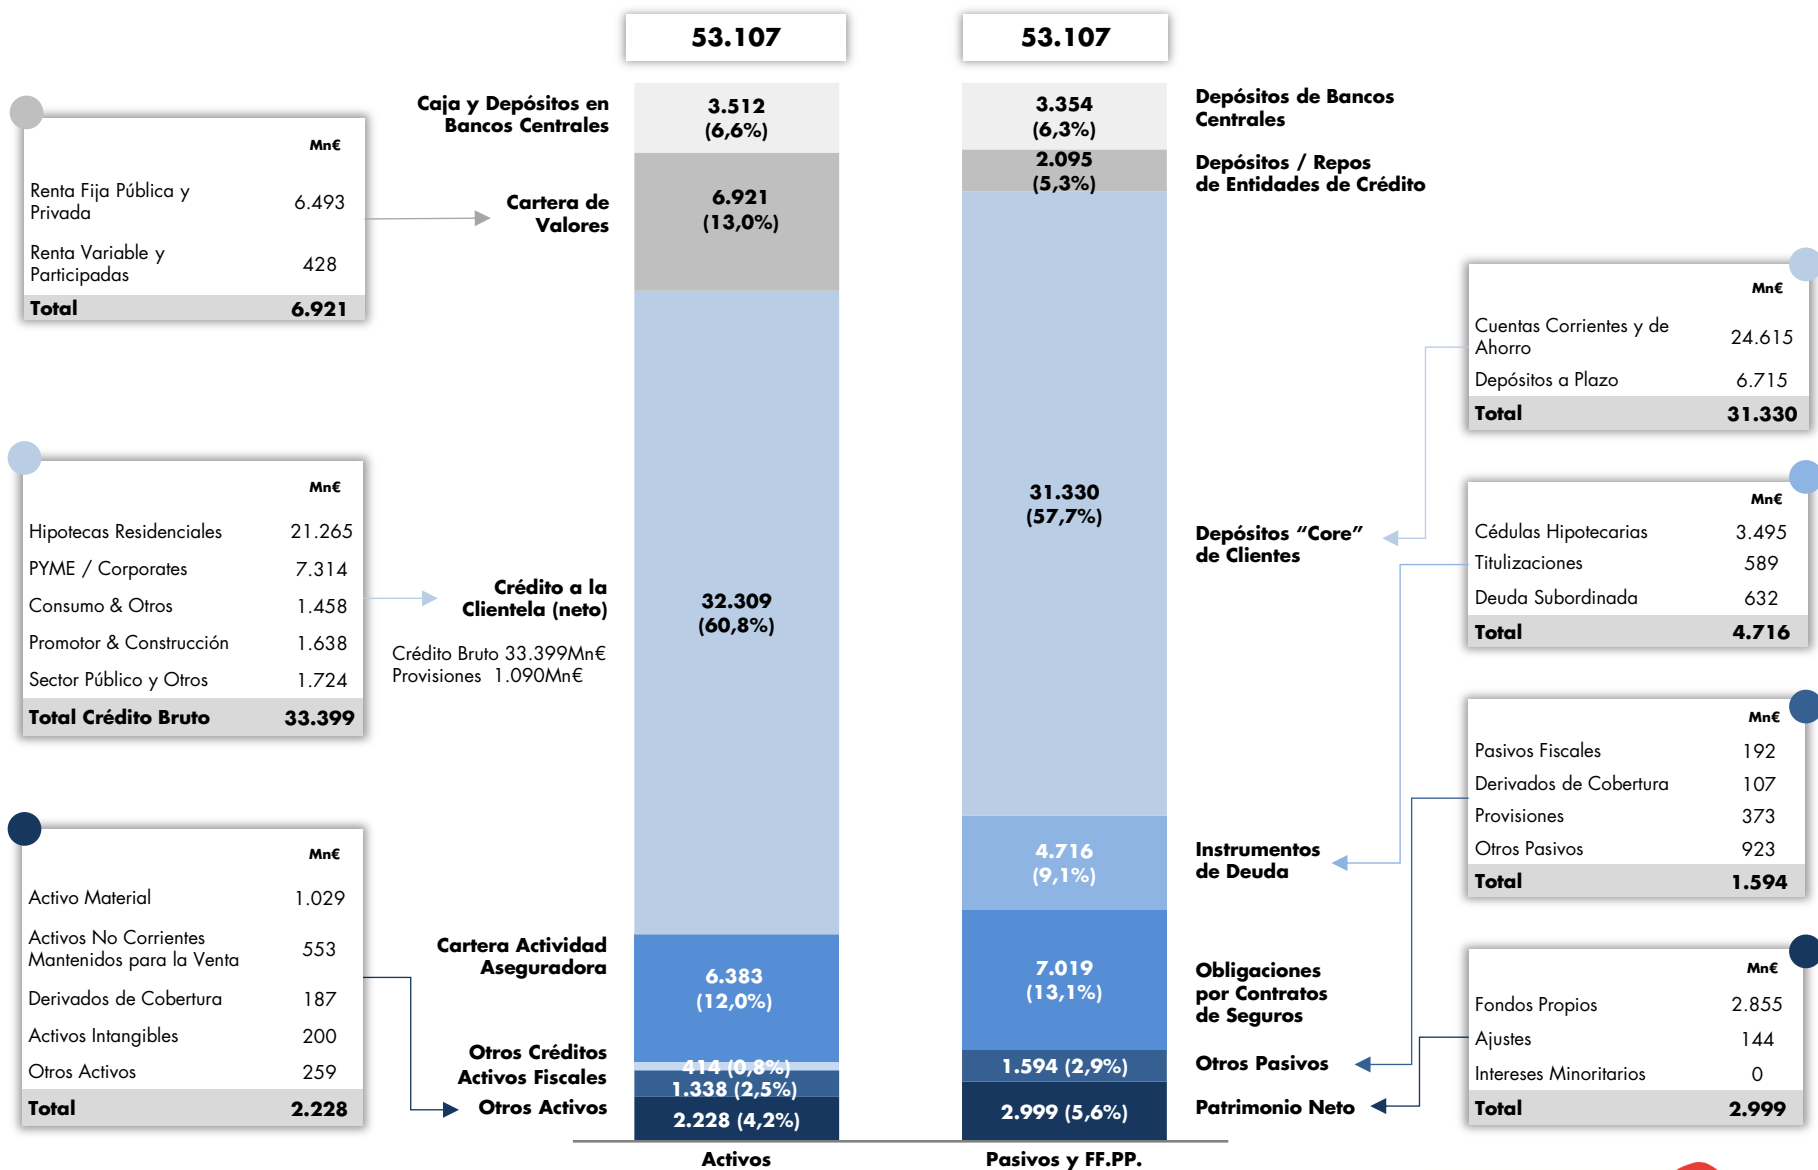 53.107
53.107
Mn€
Renta Fija Pública y
Privada
6.493
Renta Variable y
Participadas
428
Total 6.921
Mn€
Hipotecas Residenciales 21.265
PYME / Corporates 7.314
Consumo & Otros 1.458
Promotor & Construcción 1.638
Sector Público y Otros 1.724
Total Crédito Bruto 33.399
Mn€
Activo Material 1.029
Activos No Corrientes
Mantenidos para la Venta
553
Derivados de Cobertura 187
Activos Intangibles 200
Otros Activos 259
Total 2.228
Caja y Depósitos en
Bancos Centrales
Cartera de
Valores
Crédito a la
Clientela (neto)
Crédito Bruto 33.399Mn€
Provisiones 1.090Mn€
Cartera Actividad
Aseguradora
Otros Créditos
Activos Fiscales
Otros Activos
3.512
(6,6%)
6.921
(13,0%)
32.309
(60,8%)
6.383
(12,0%)
414 (0,8%)
1.338 (2,5%)
2.228 (4,2%)
Activos
3.354
(6,3%)
2.095
(5,3%)
31.330
(57,7%)
4.716
(9,1%)
7.019
(13,1%)
1.594 (2,9%)
2.999 (5,6%)
Pasivos y FF.PP.
Depósitos de Bancos
Centrales
Depósitos / Repos
de Entidades de Crédito
Depósitos “Core”
de Clientes
Instrumentos
de Deuda
Obligaciones
por Contratos
de Seguros
Otros Pasivos
Patrimonio Neto
Mn€
Cuentas Corrientes y de
Ahorro
24.615
Depósitos a Plazo 6.715
Total 31.330
Mn€
Cédulas Hipotecarias 3.495
Titulizaciones 589
Deuda Subordinada 632
Total 4.716
Mn€
Pasivos Fiscales 192
Derivados de Cobertura 107
Provisiones 373
Otros Pasivos 923
Total 1.594
Mn€
Fondos Propios 2.855
Ajustes 144
Intereses Minoritarios 0
Total 2.999